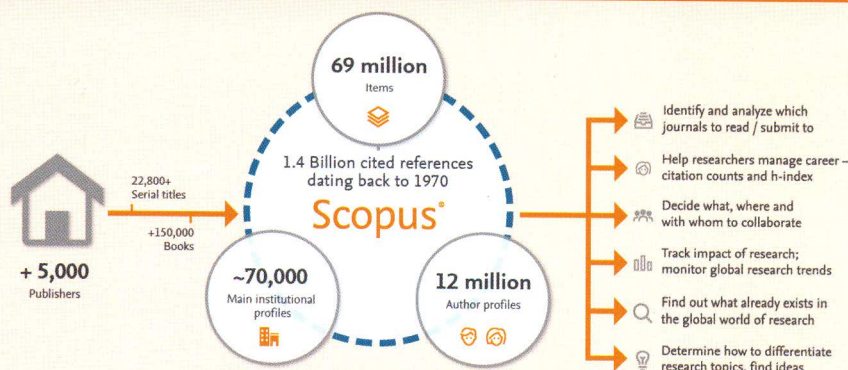 69 million
Items
1.4 Billion cited references
dating back to 1970
Scopus®
22,800+
Serial titles
+150,000
Books
+ 5,000
Publishers
~70,000
Main institutional
profiles
12 million
Author profiles
Identify and analyze which
journals to read / submit to
Help researchers manage career –
citation counts and h-index
Decide what, where and
with whom to collaborate
Track impact of research;
monitor global research trends
Find out what already exists in
the global world of research
Determine how to differentiate
research topics, find ideas